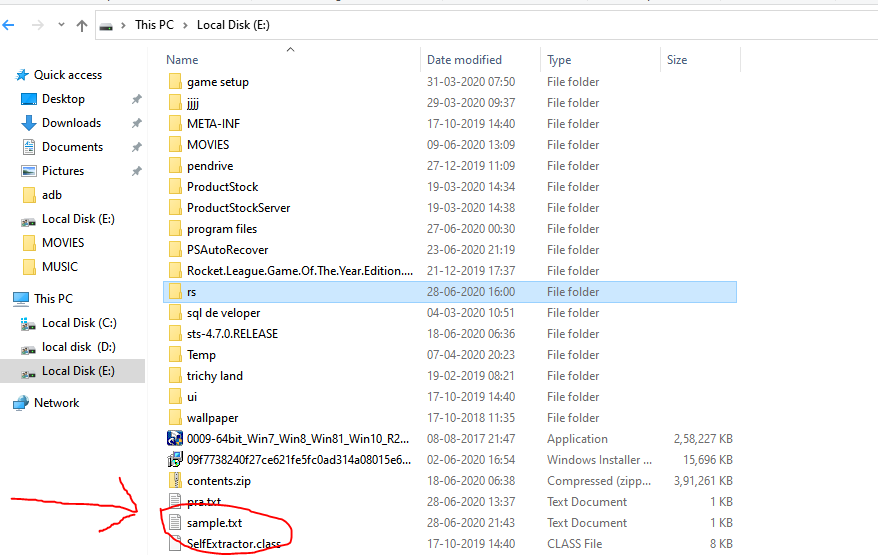 This PC > Local Disk (E:)
Name Date modified Type Size
Quick access
Desktop
Downloads
Documents
Pictures
adb
Local Disk (E:)
MOVIES
MUSIC
This PC
Local Disk (C:)
local disk (D:)
Local Disk (E:)
Network
game setup 31-03-2020 07:50 File folder
jjjj 29-03-2020 09:37 File folder
META-INF 17-10-2019 14:40 File folder
MOVIES 09-06-2020 13:09 File folder
pendrive 27-12-2019 11:09 File folder
ProductStock 19-03-2020 14:34 File folder
ProductStockServer 19-03-2020 14:38 File folder
program files 27-06-2020 00:30 File folder
PSAutoRecover 23-06-2020 21:19 File folder
Rocket.League.Game.Of.The.Year.Edition.... 21-12-2019 17:37 File folder
rs 28-06-2020 16:00 File folder
sql de veloper 04-03-2020 10:51 File folder
sts-4.7.0.RELEASE 18-06-2020 06:36 File folder
Temp 07-04-2020 20:23 File folder
trichy land 19-02-2019 08:21 File folder
ui 17-10-2019 14:40 File folder
wallpaper 17-10-2018 11:35 File folder
0009-64bit_Win7_Win8_Win81_Win10_R2... 08-08-2017 21:47 Application 2,58,227 KB
09f7738240f27ce621fe5fc0ad314a08015e6... 02-06-2020 16:54 Windows Installer ... 15,696 KB
contents.zip 18-06-2020 06:38 Compressed (zipp... 3,91,261 KB
pra.txt 28-06-2020 13:37 Text Document 1 KB
sample.txt 28-06-2020 21:43 Text Document 1 KB
SelfExtractor.class 17-10-2019 14:40 CLASS File 8 KB